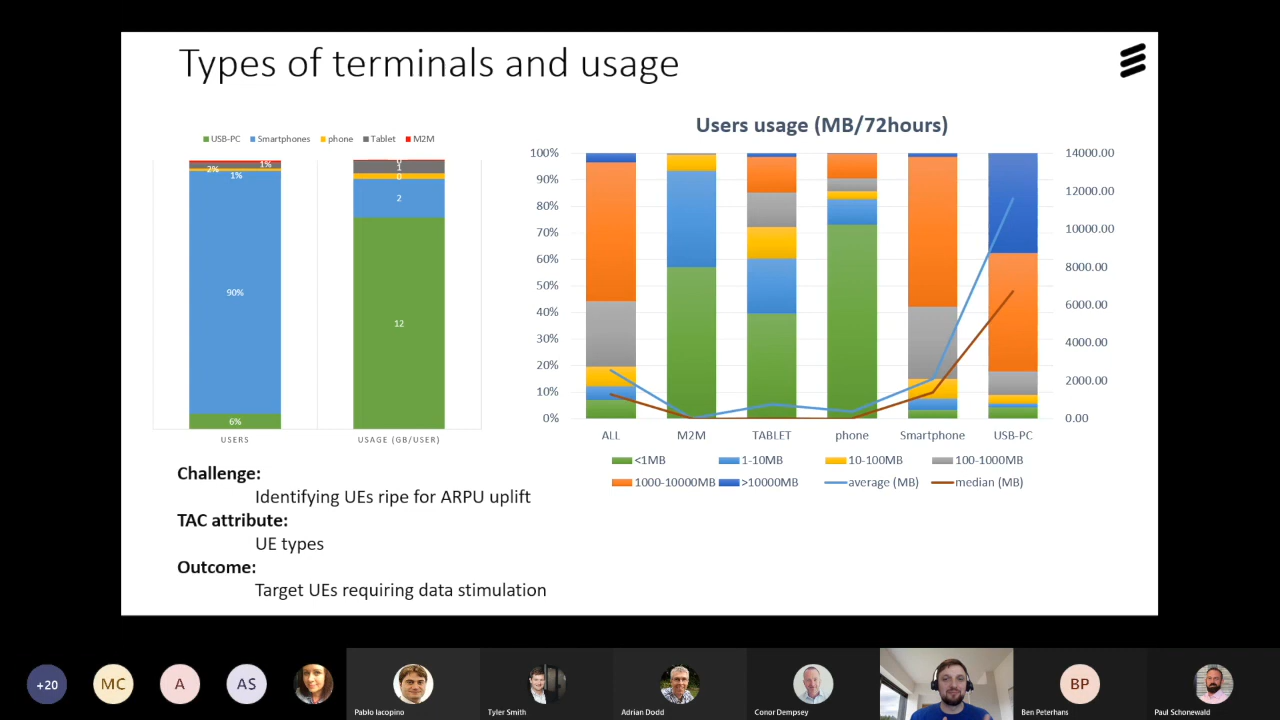 Types of terminals and usage
USB-PC Smartphones phone Tablet M2M
1%
2%
1%
90%
6%
0
1
0
2
12
USERS USAGE (GB/USER)
Users usage (MB/72hours)
100% 14000.00
90% 12000.00
80%
70% 10000.00
60% 8000.00
50% 6000.00
40%
30% 4000.00
20% 2000.00
10%
0% 0.00
ALL M2M TABLET phone Smartphone USB-PC
<1MB 1-10MB 10-100MB 100-1000MB
1000-10000MB >10000MB average (MB) median (MB)
Challenge:
Identifying UEs ripe for ARPU uplift
TAC attribute:
UE types
Outcome:
Target UEs requiring data stimulation
+20 MC A AS BP
Pablo Iacopino Tyler Smith Adrian Dodd Conor Dempsey Ben Peterhans Paul Schonewald